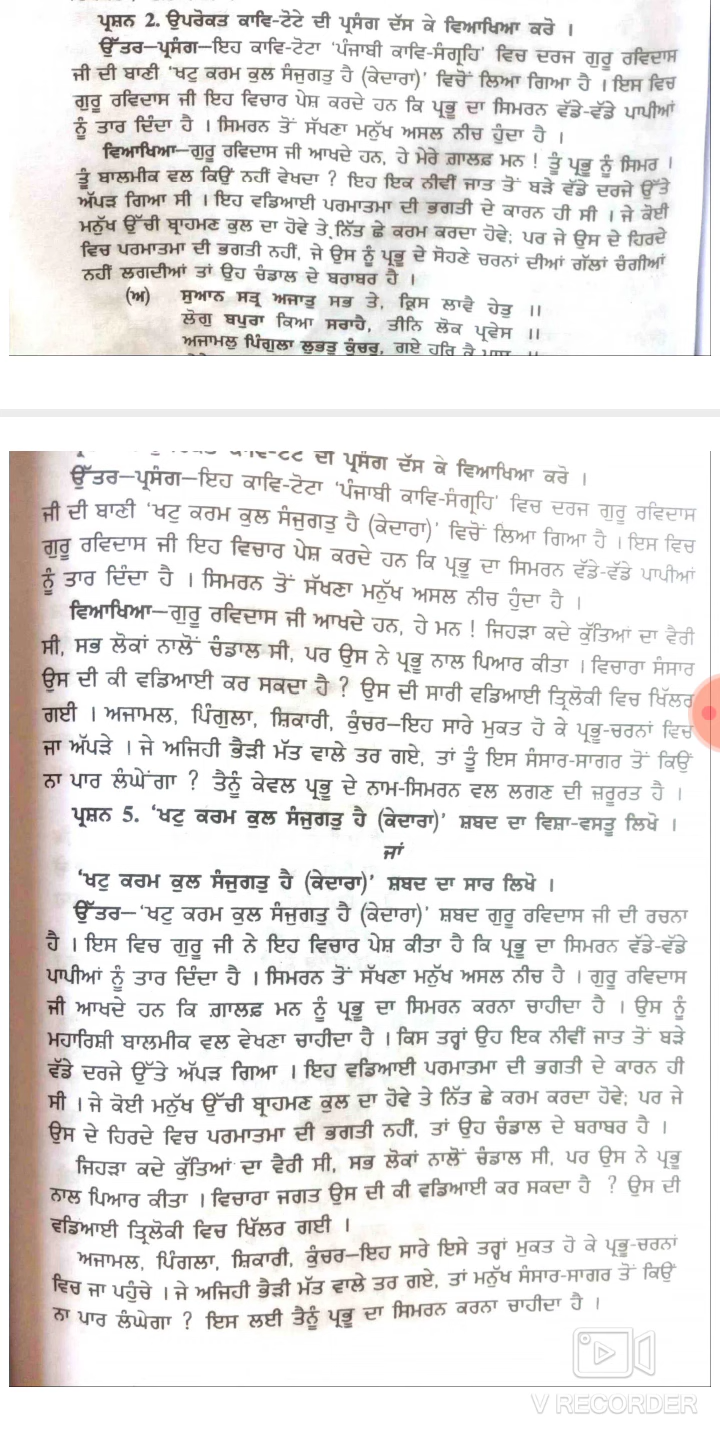 ਪ੍ਰਸ਼ਨ 2. ਉਪਰੋਕਤ ਕਾਵਿ-ਟੋਟੇ ਦੀ ਪ੍ਰਸੰਗ ਦੱਸ ਕੇ ਵਿਆਖਿਆ ਕਰੋ ।
ਉੱਤਰ—ਪ੍ਰਸੰਗ—ਇਹ ਕਾਵਿ-ਟੋਟਾ 'ਪੰਜਾਬੀ ਕਾਵਿ-ਸੰਗ੍ਰਹਿ' ਵਿਚ ਦਰਜ ਗੁਰੂ ਰਵਿਦਾਸ
ਜੀ ਦੀ ਬਾਣੀ 'ਖਟੁ ਕਰਮ ਕੁਲ ਸੰਜੁਗਤੁ ਹੈ (ਕੇਦਾਰਾ)' ਵਿਚੋਂ ਲਿਆ ਗਿਆ ਹੈ । ਇਸ ਵਿਚ
ਗੁਰੂ ਰਵਿਦਾਸ ਜੀ ਇਹ ਵਿਚਾਰ ਪੇਸ਼ ਕਰਦੇ ਹਨ ਕਿ ਪ੍ਰਭੂ ਦਾ ਸਿਮਰਨ ਵੱਡੇ-ਵੱਡੇ ਪਾਪੀਆਂ
ਨੂੰ ਤਾਰ ਦਿੰਦਾ ਹੈ । ਸਿਮਰਨ ਤੋਂ ਸੱਖਣਾ ਮਨੁੱਖ ਅਸਲ ਨੀਚ ਹੁੰਦਾ ਹੈ ।
ਵਿਆਖਿਆ—ਗੁਰੂ ਰਵਿਦਾਸ ਜੀ ਆਖਦੇ ਹਨ, ਹੇ ਮੇਰੇ ਗ਼ਾਲਫ਼ ਮਨ ! ਤੂੰ ਪ੍ਰਭੂ ਨੂੰ ਸਿਮਰ ।
ਤੂੰ ਬਾਲਮੀਕ ਵਲ ਕਿਉਂ ਨਹੀਂ ਵੇਖਦਾ ? ਇਹ ਇਕ ਨੀਵੀਂ ਜਾਤ ਤੋਂ ਬੜੇ ਵੱਡੇ ਦਰਜੇ ਉੱਤੇ
ਅੱਪੜ ਗਿਆ ਸੀ । ਇਹ ਵਡਿਆਈ ਪਰਮਾਤਮਾ ਦੀ ਭਗਤੀ ਦੇ ਕਾਰਨ ਹੀ ਸੀ । ਜੇ ਕੋਈ
ਮਨੁੱਖ ਉੱਚੀ ਬ੍ਰਾਹਮਣ ਕੁਲ ਦਾ ਹੋਵੇ ਤੇ ਨਿੱਤ ਛੇ ਕਰਮ ਕਰਦਾ ਹੋਵੇ; ਪਰ ਜੇ ਉਸ ਦੇ ਹਿਰਦੇ
ਵਿਚ ਪਰਮਾਤਮਾ ਦੀ ਭਗਤੀ ਨਹੀਂ, ਜੇ ਉਸ ਨੂੰ ਪ੍ਰਭੂ ਦੇ ਸੋਹਣੇ ਚਰਨਾਂ ਦੀਆਂ ਗੱਲਾਂ ਚੰਗੀਆਂ
ਨਹੀਂ ਲਗਦੀਆਂ ਤਾਂ ਉਹ ਚੰਡਾਲ ਦੇ ਬਰਾਬਰ ਹੈ ।
(ਅ) ਸੁਆਨ ਸਤ੍ਰ ਅਜਾਤੁ ਸਭ ਤੇ, ਕ੍ਰਿਸ ਲਾਵੈ ਹੇਤੁ ॥
ਲੋਗੁ ਬਪੁਰਾ ਕਿਆ ਸਰਾਹੈ, ਤੀਨਿ ਲੋਕ ਪ੍ਰਵੇਸ ॥
ਅਜਾਮਲੁ ਪਿੰਗੁਲਾ ਲੁਭਤੁ ਕੁੰਚਰੁ, ਗਏ ਹਰਿ ਕੈ ਪਾਸ ॥
ਕਾਵਿ-ਟੋਟੇ ਦੀ ਪ੍ਰਸੰਗ ਦੱਸ ਕੇ ਵਿਆਖਿਆ ਕਰੋ ।
ਉੱਤਰ—ਪ੍ਰਸੰਗ—ਇਹ ਕਾਵਿ-ਟੋਟਾ 'ਪੰਜਾਬੀ ਕਾਵਿ-ਸੰਗ੍ਰਹਿ' ਵਿਚ ਦਰਜ ਗੁਰੂ ਰਵਿਦਾਸ
ਜੀ ਦੀ ਬਾਣੀ 'ਖਟੁ ਕਰਮ ਕੁਲ ਸੰਜੁਗਤੁ ਹੈ (ਕੇਦਾਰਾ)' ਵਿਚੋਂ ਲਿਆ ਗਿਆ ਹੈ । ਇਸ ਵਿਚ
ਗੁਰੂ ਰਵਿਦਾਸ ਜੀ ਇਹ ਵਿਚਾਰ ਪੇਸ਼ ਕਰਦੇ ਹਨ ਕਿ ਪ੍ਰਭੂ ਦਾ ਸਿਮਰਨ ਵੱਡੇ-ਵੱਡੇ ਪਾਪੀਆਂ
ਨੂੰ ਤਾਰ ਦਿੰਦਾ ਹੈ । ਸਿਮਰਨ ਤੋਂ ਸੱਖਣਾ ਮਨੁੱਖ ਅਸਲ ਨੀਚ ਹੁੰਦਾ ਹੈ ।
ਵਿਆਖਿਆ—ਗੁਰੂ ਰਵਿਦਾਸ ਜੀ ਆਖਦੇ ਹਨ, ਹੇ ਮਨ ! ਜਿਹੜਾ ਕਦੇ ਕੁੱਤਿਆਂ ਦਾ ਵੈਰੀ
ਸੀ, ਸਭ ਲੋਕਾਂ ਨਾਲੋਂ ਚੰਡਾਲ ਸੀ, ਪਰ ਉਸ ਨੇ ਪ੍ਰਭੂ ਨਾਲ ਪਿਆਰ ਕੀਤਾ । ਵਿਚਾਰਾ ਸੰਸਾਰ
ਉਸ ਦੀ ਕੀ ਵਡਿਆਈ ਕਰ ਸਕਦਾ ਹੈ ? ਉਸ ਦੀ ਸਾਰੀ ਵਡਿਆਈ ਤ੍ਰਿਲੋਕੀ ਵਿਚ ਖਿੱਲਰ
ਗਈ । ਅਜਾਮਲ, ਪਿੰਗੁਲਾ, ਸ਼ਿਕਾਰੀ, ਕੁੰਚਰ—ਇਹ ਸਾਰੇ ਮੁਕਤ ਹੋ ਕੇ ਪ੍ਰਭੂ-ਚਰਨਾਂ ਵਿਚ
ਜਾ ਅੱਪੜੇ । ਜੇ ਅਜਿਹੀ ਭੈੜੀ ਮੱਤ ਵਾਲੇ ਤਰ ਗਏ, ਤਾਂ ਤੂੰ ਇਸ ਸੰਸਾਰ-ਸਾਗਰ ਤੋਂ ਕਿਉਂ
ਨਾ ਪਾਰ ਲੰਘੇਂਗਾ ? ਤੈਨੂੰ ਕੇਵਲ ਪ੍ਰਭੂ ਦੇ ਨਾਮ-ਸਿਮਰਨ ਵਲ ਲਗਣ ਦੀ ਜ਼ਰੂਰਤ ਹੈ ।
ਪ੍ਰਸ਼ਨ 5. 'ਖਟੁ ਕਰਮ ਕੁਲ ਸੰਜੁਗਤੁ ਹੈ (ਕੇਦਾਰਾ)' ਸ਼ਬਦ ਦਾ ਵਿਸ਼ਾ-ਵਸਤੂ ਲਿਖੋ ।
ਜਾਂ
'ਖਟੁ ਕਰਮ ਕੁਲ ਸੰਜੁਗਤੁ ਹੈ (ਕੇਦਾਰਾ)' ਸ਼ਬਦ ਦਾ ਸਾਰ ਲਿਖੋ ।
ਉੱਤਰ—'ਖਟੁ ਕਰਮ ਕੁਲ ਸੰਜੁਗਤੁ ਹੈ (ਕੇਦਾਰਾ)' ਸ਼ਬਦ ਗੁਰੂ ਰਵਿਦਾਸ ਜੀ ਦੀ ਰਚਨਾ
ਹੈ । ਇਸ ਵਿਚ ਗੁਰੂ ਜੀ ਨੇ ਇਹ ਵਿਚਾਰ ਪੇਸ਼ ਕੀਤਾ ਹੈ ਕਿ ਪ੍ਰਭੂ ਦਾ ਸਿਮਰਨ ਵੱਡੇ-ਵੱਡੇ
ਪਾਪੀਆਂ ਨੂੰ ਤਾਰ ਦਿੰਦਾ ਹੈ । ਸਿਮਰਨ ਤੋਂ ਸੱਖਣਾ ਮਨੁੱਖ ਅਸਲ ਨੀਚ ਹੈ । ਗੁਰੂ ਰਵਿਦਾਸ
ਜੀ ਆਖਦੇ ਹਨ ਕਿ ਗ਼ਾਲਫ਼ ਮਨ ਨੂੰ ਪ੍ਰਭੂ ਦਾ ਸਿਮਰਨ ਕਰਨਾ ਚਾਹੀਦਾ ਹੈ । ਉਸ ਨੂੰ
ਮਹਾਰਿਸ਼ੀ ਬਾਲਮੀਕ ਵਲ ਵੇਖਣਾ ਚਾਹੀਦਾ ਹੈ । ਕਿਸ ਤਰ੍ਹਾਂ ਉਹ ਇਕ ਨੀਵੀਂ ਜਾਤ ਤੋਂ ਬੜੇ
ਵੱਡੇ ਦਰਜੇ ਉੱਤੇ ਅੱਪੜ ਗਿਆ । ਇਹ ਵਡਿਆਈ ਪਰਮਾਤਮਾ ਦੀ ਭਗਤੀ ਦੇ ਕਾਰਨ ਹੀ
ਸੀ । ਜੇ ਕੋਈ ਮਨੁੱਖ ਉੱਚੀ ਬ੍ਰਾਹਮਣ ਕੁਲ ਦਾ ਹੋਵੇ ਤੇ ਨਿੱਤ ਛੇ ਕਰਮ ਕਰਦਾ ਹੋਵੇ; ਪਰ ਜੇ
ਉਸ ਦੇ ਹਿਰਦੇ ਵਿਚ ਪਰਮਾਤਮਾ ਦੀ ਭਗਤੀ ਨਹੀਂ, ਤਾਂ ਉਹ ਚੰਡਾਲ ਦੇ ਬਰਾਬਰ ਹੈ ।
ਜਿਹੜਾ ਕਦੇ ਕੁੱਤਿਆਂ ਦਾ ਵੈਰੀ ਸੀ, ਸਭ ਲੋਕਾਂ ਨਾਲੋਂ ਚੰਡਾਲ ਸੀ, ਪਰ ਉਸ ਨੇ ਪ੍ਰਭੂ
ਨਾਲ ਪਿਆਰ ਕੀਤਾ । ਵਿਚਾਰਾ ਜਗਤ ਉਸ ਦੀ ਕੀ ਵਡਿਆਈ ਕਰ ਸਕਦਾ ਹੈ ? ਉਸ ਦੀ
ਵਡਿਆਈ ਤ੍ਰਿਲੋਕੀ ਵਿਚ ਖਿੱਲਰ ਗਈ ।
ਅਜਾਮਲ, ਪਿੰਗਲਾ, ਸ਼ਿਕਾਰੀ, ਕੁੰਚਰ—ਇਹ ਸਾਰੇ ਇਸੇ ਤਰ੍ਹਾਂ ਮੁਕਤ ਹੋ ਕੇ ਪ੍ਰਭੂ-ਚਰਨਾਂ
ਵਿਚ ਜਾ ਪਹੁੰਚੇ । ਜੇ ਅਜਿਹੀ ਭੈੜੀ ਮੱਤ ਵਾਲੇ ਤਰ ਗਏ, ਤਾਂ ਮਨੁੱਖ ਸੰਸਾਰ-ਸਾਗਰ ਤੋਂ ਕਿਉਂ
ਨਾ ਪਾਰ ਲੰਘੇਗਾ ? ਇਸ ਲਈ ਤੈਨੂੰ ਪ੍ਰਭੂ ਦਾ ਸਿਮਰਨ ਕਰਨਾ ਚਾਹੀਦਾ ਹੈ ।
V RECORDER